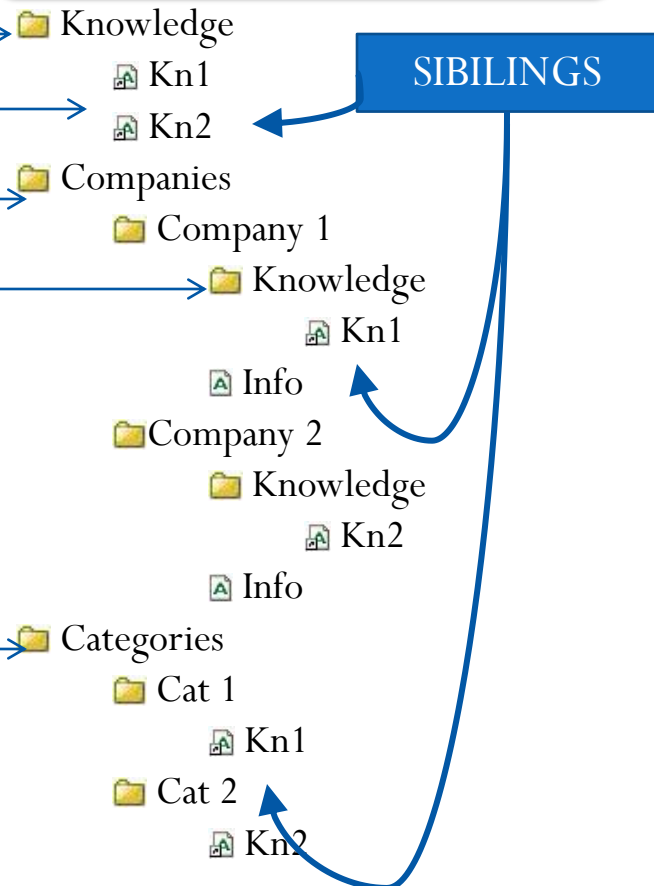 Knowledge
Kn1
SIBILINGS
Kn2
Companies
Company 1
Knowledge
Kn1
Info
Company 2
Knowledge
Kn2
Info
Categories
Cat 1
Kn1
Cat 2
Kn2